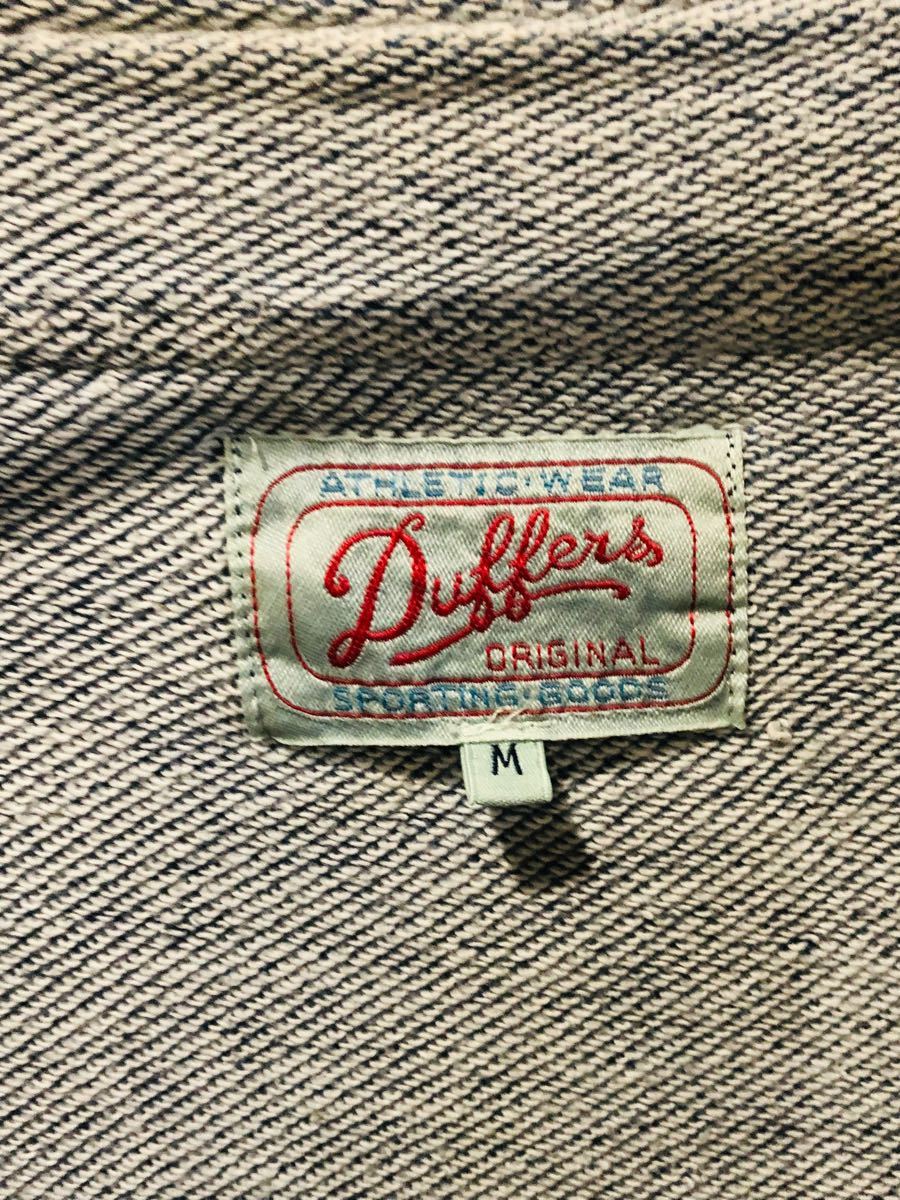 ATHLETIC·WEAR
Duffers
ORIGINAL
SPORTING·GOODS
M